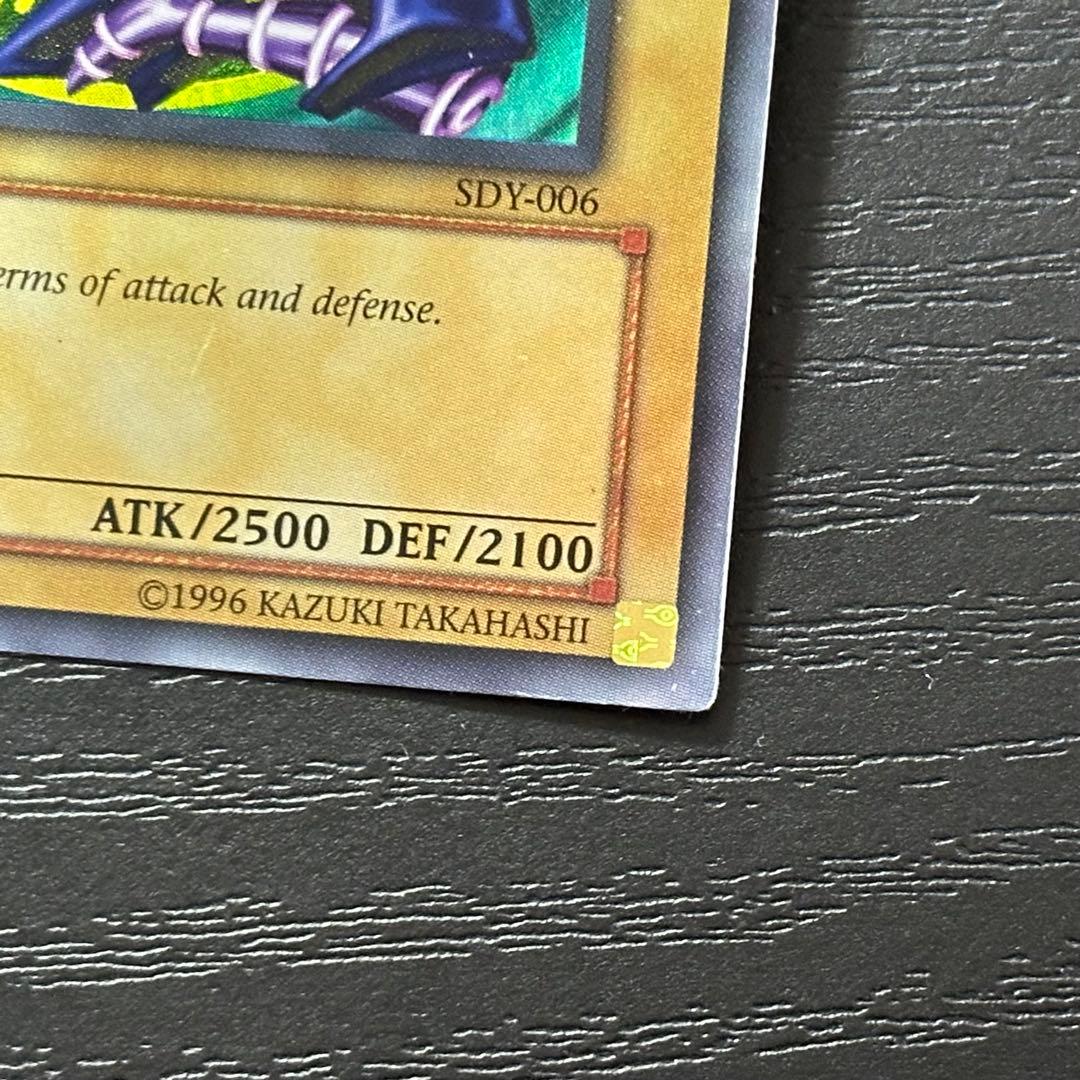 SDY-006
erms of attack and defense.
ATK/2500 DEF/2100
©1996 KAZUKI TAKAHASHI